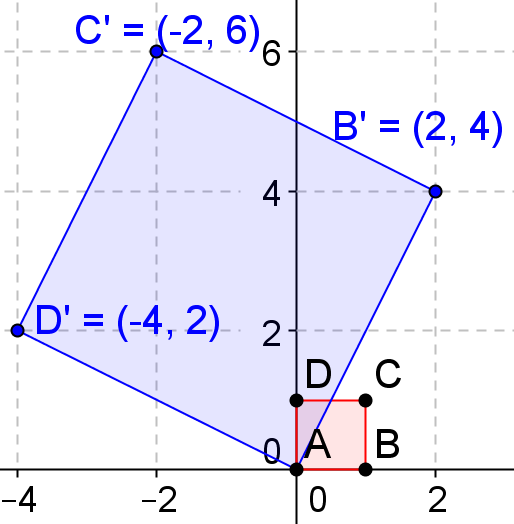 C' = (-2, 6)
6
B' = (2, 4)
4
D' = (-4, 2)
2
D
C
0
A
B
-4
-2
0
2